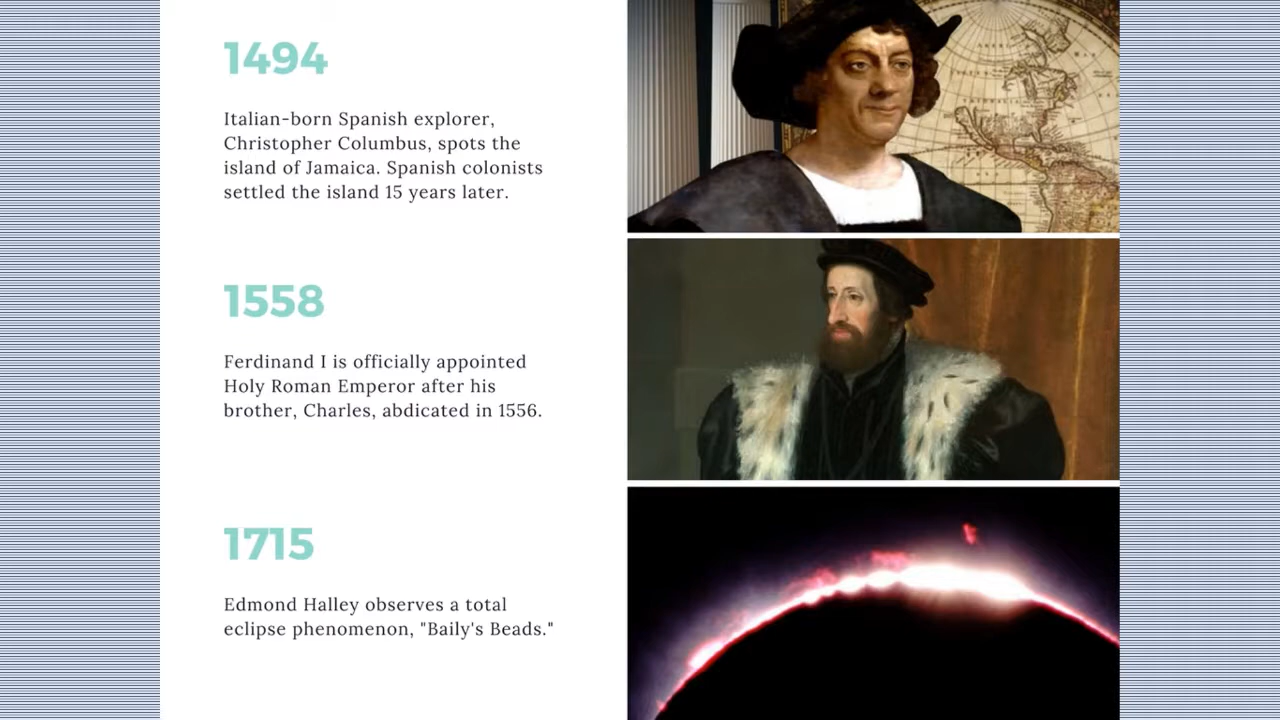 1494
Italian-born Spanish explorer,
Christopher Columbus, spots the
island of Jamaica. Spanish colonists
settled the island 15 years later.
1558
Ferdinand I is officially appointed
Holy Roman Emperor after his
brother, Charles, abdicated in 1556.
1715
Edmond Halley observes a total
eclipse phenomenon, "Baily's Beads."